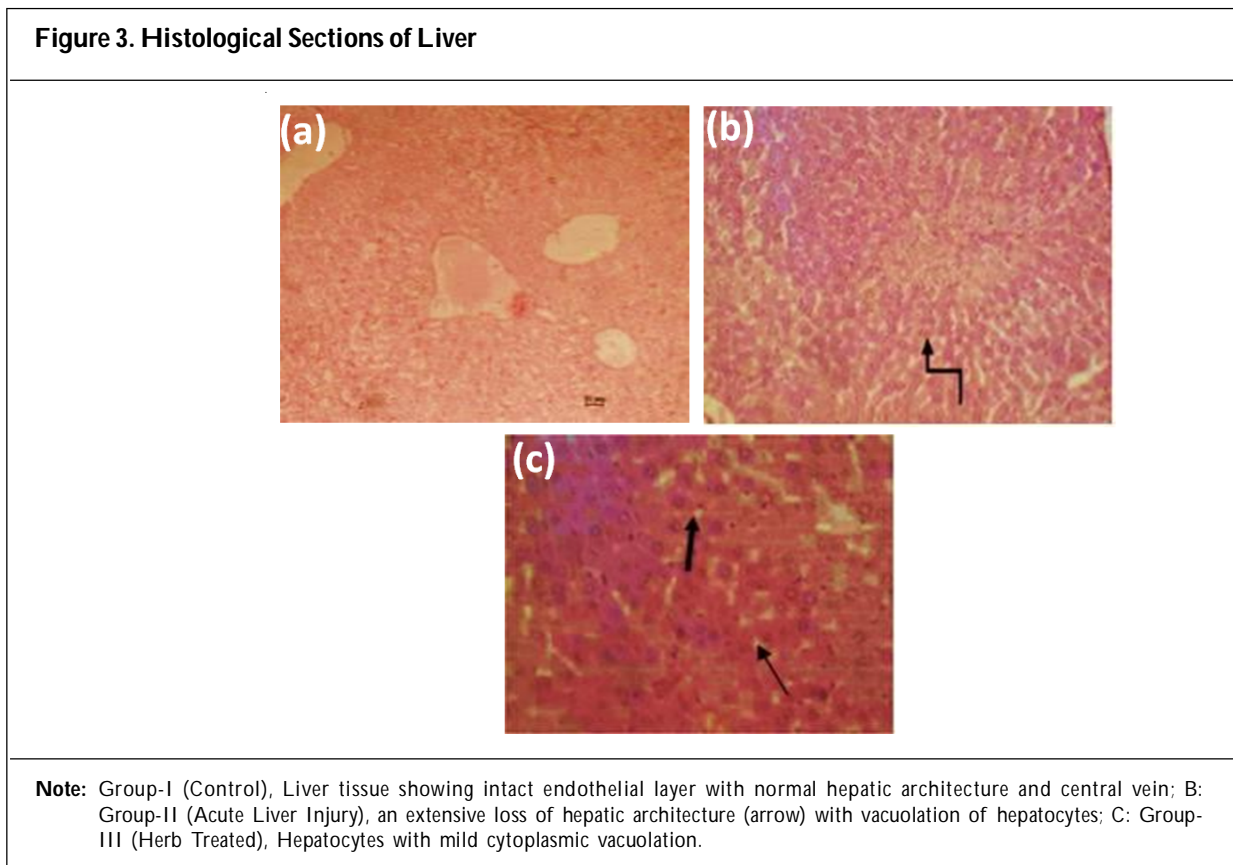 Figure 3. Histological Sections of Liver
(a)
(b)
(c)
Note: Group-I (Control), Liver tissue showing intact endothelial layer with normal hepatic architecture and central vein; B:
Group-II (Acute Liver Injury), an extensive loss of hepatic architecture (arrow) with vacuolation of hepatocytes; C: Group-
III (Herb Treated), Hepatocytes with mild cytoplasmic vacuolation.